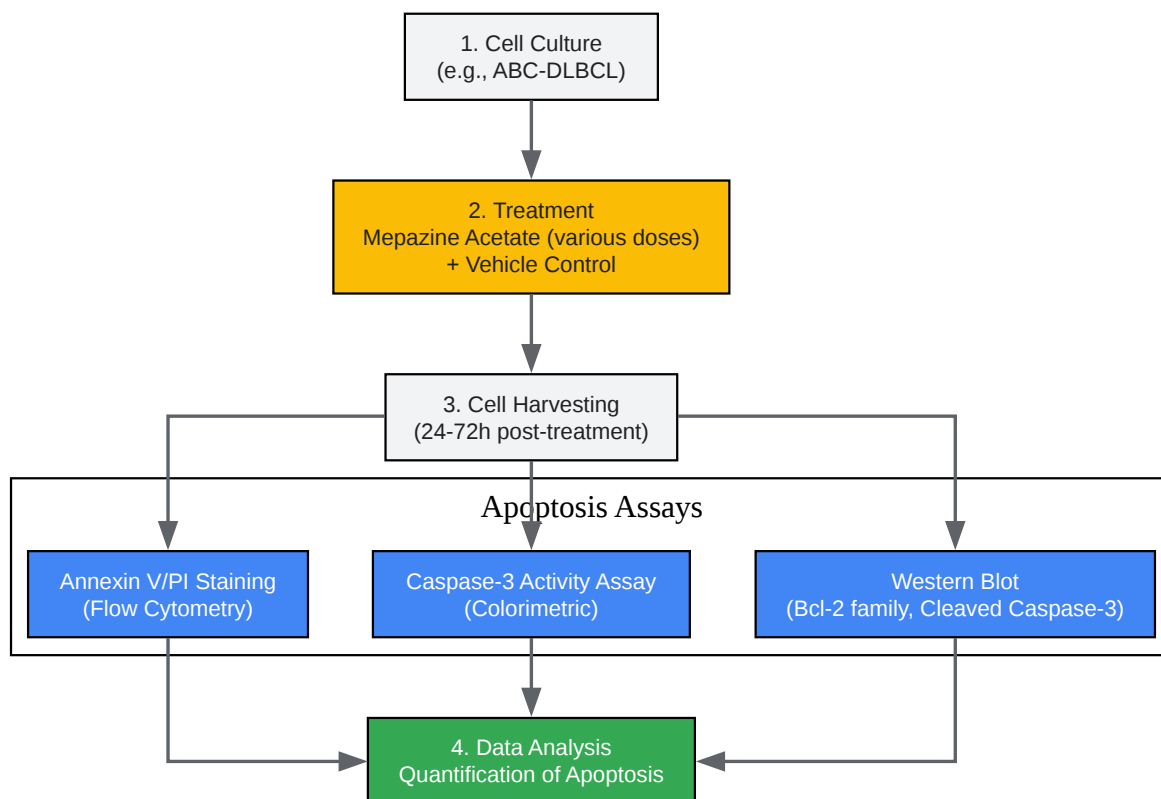 1. Cell Culture
(e.g., ABC-DLBCL)
2. Treatment
Mepazine Acetate (various doses)
+ Vehicle Control
3. Cell Harvesting
(24-72h post-treatment)
Apoptosis Assays
Annexin V/PI Staining
(Flow Cytometry)
Caspase-3 Activity Assay
(Colorimetric)
Western Blot
(Bcl-2 family, Cleaved Caspase-3)
4. Data Analysis
Quantification of Apoptosis